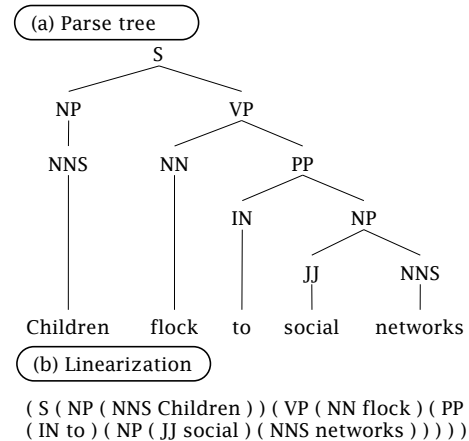 (a) Parse tree
S
NP VP
NNS NN PP
IN NP
JJ NNS
Children flock to social networks
(b) Linearization
( S ( NP ( NNS Children ) ) ( VP ( NN flock ) ( PP
( IN to ) ( NP ( JJ social ) ( NNS networks ) ) ) ) )